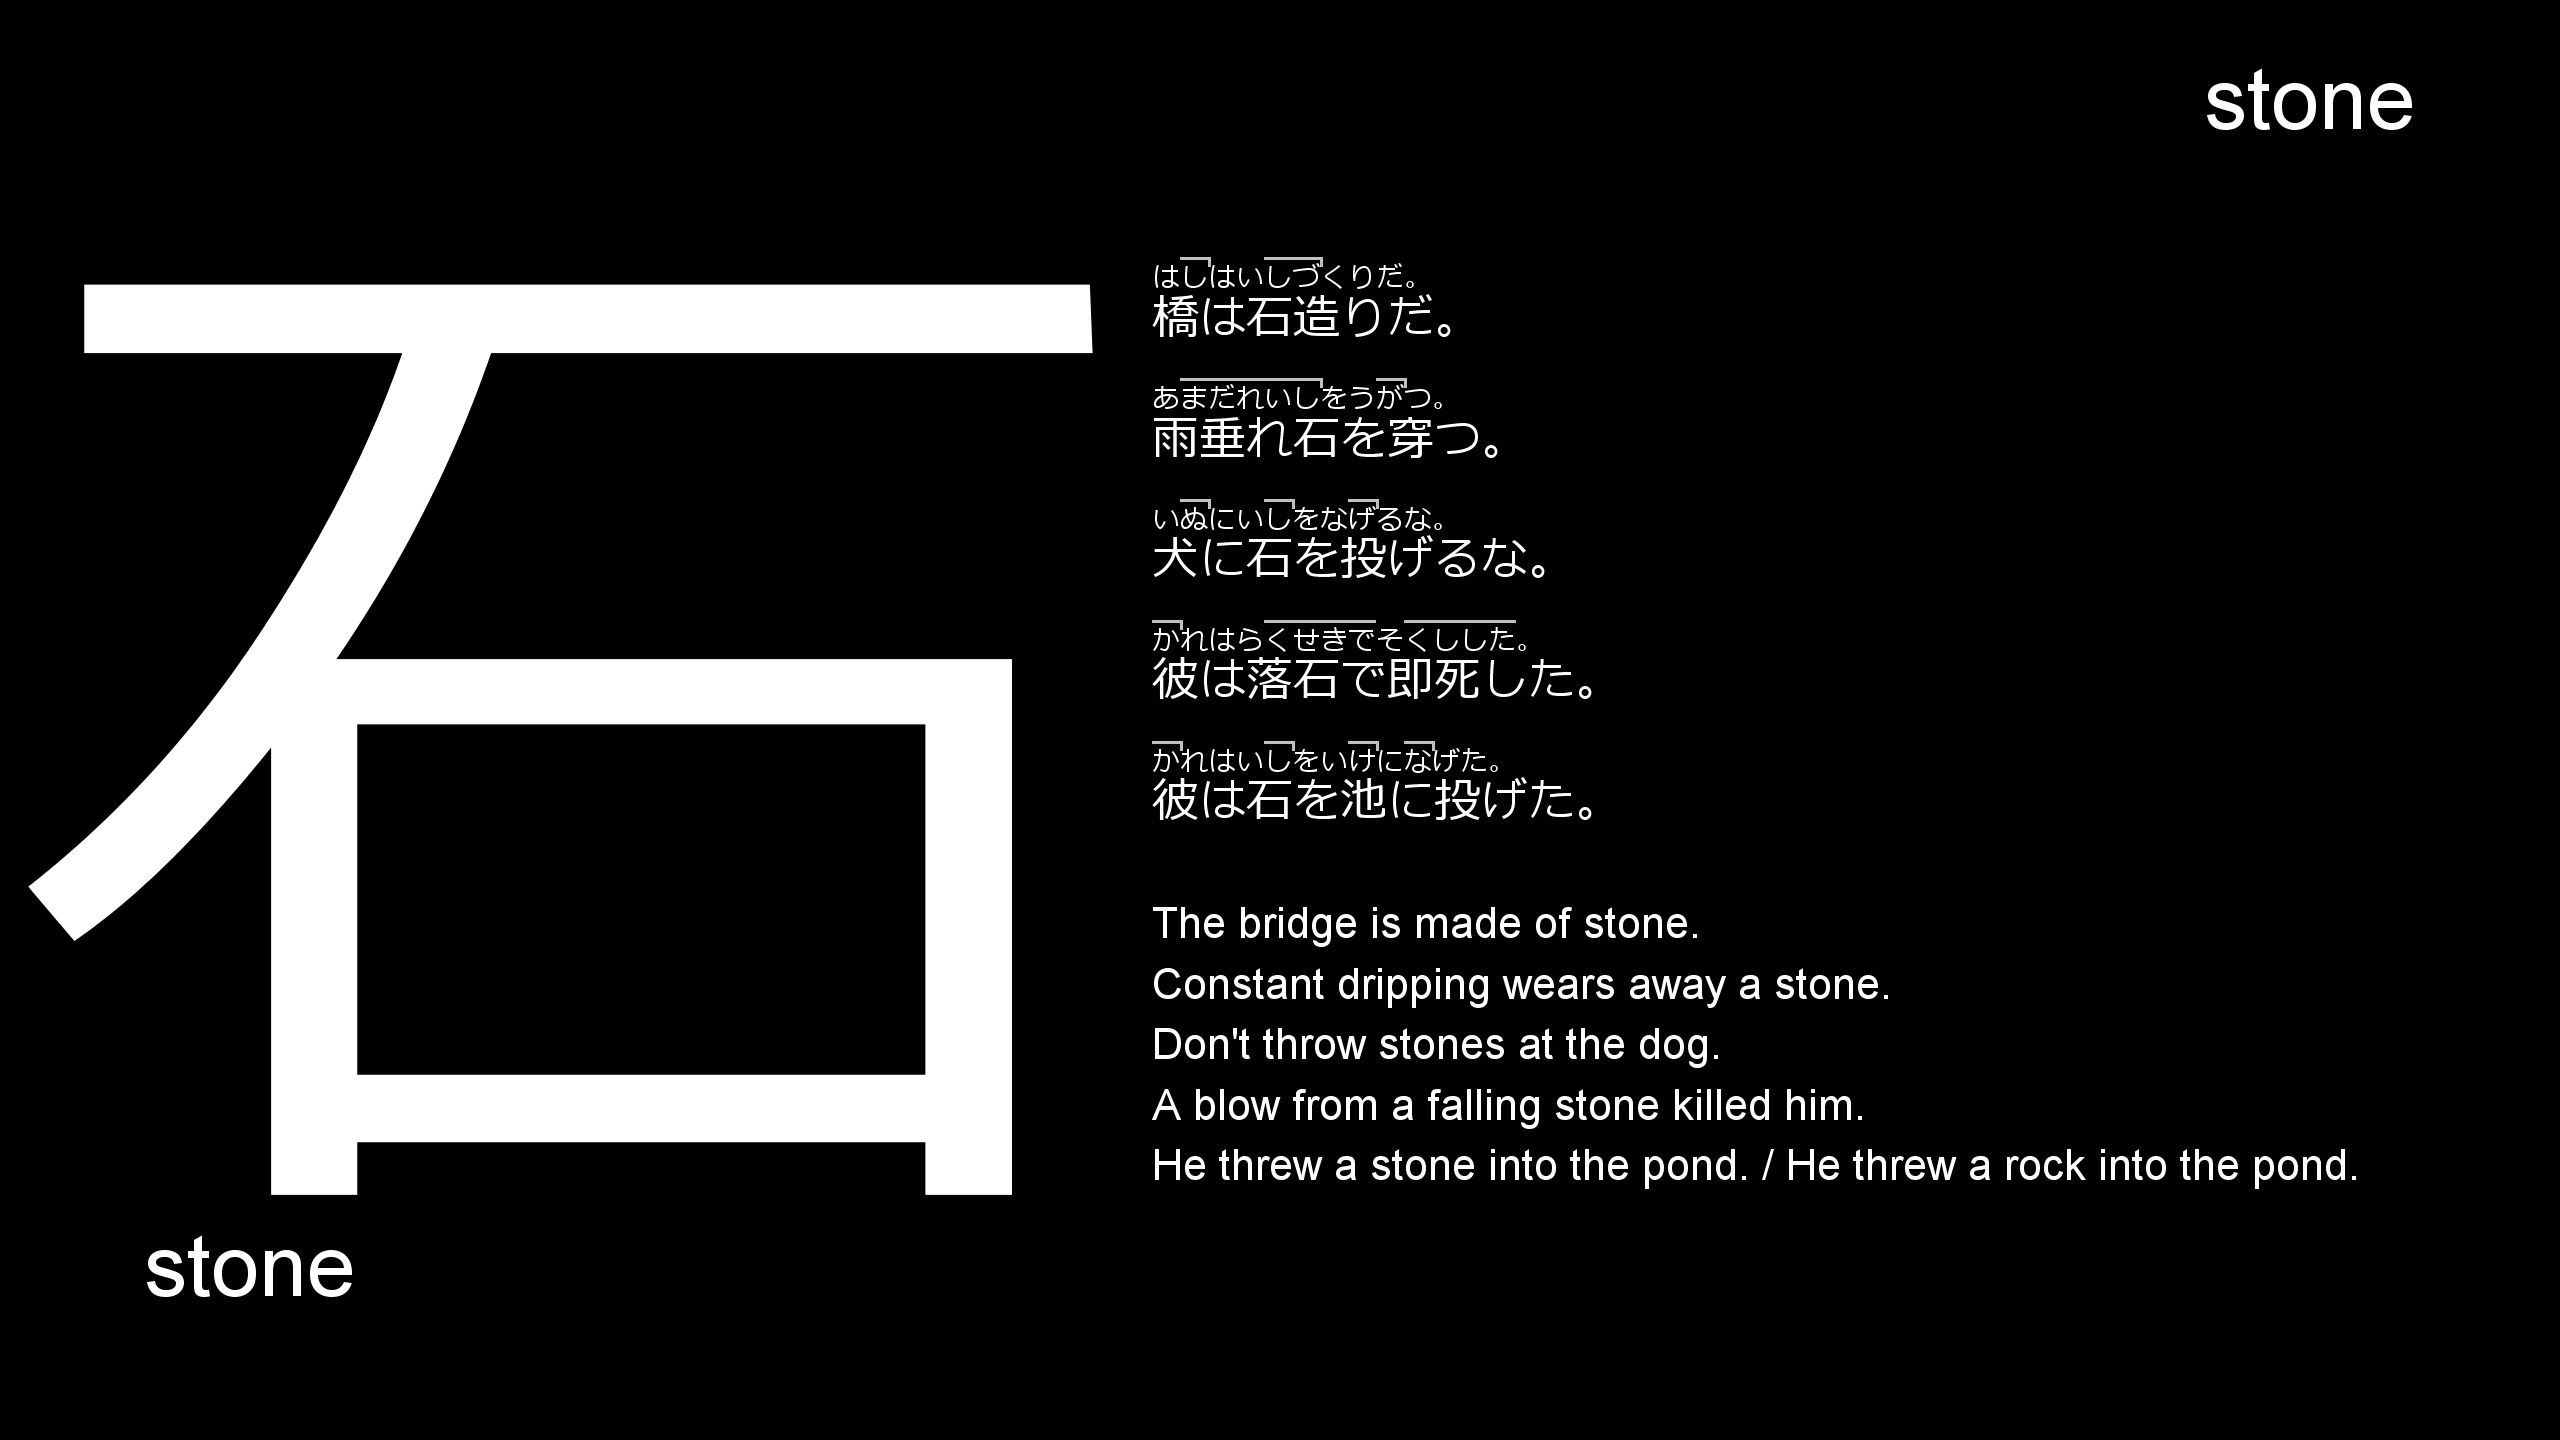 stone
石
はしはいしづくりだ。
橋は石造りだ。
あまだれいしをうがつ。
雨垂れ石を穿つ。
いぬにいしをなげるな。
犬に石を投げるな。
かれはらくせきでそくしした。
彼は落石で即死した。
かれはいしをいけになげた。
彼は石を池に投げた。
The bridge is made of stone.
Constant dripping wears away a stone.
Don't throw stones at the dog.
A blow from a falling stone killed him.
He threw a stone into the pond. / He threw a rock into the pond.
stone